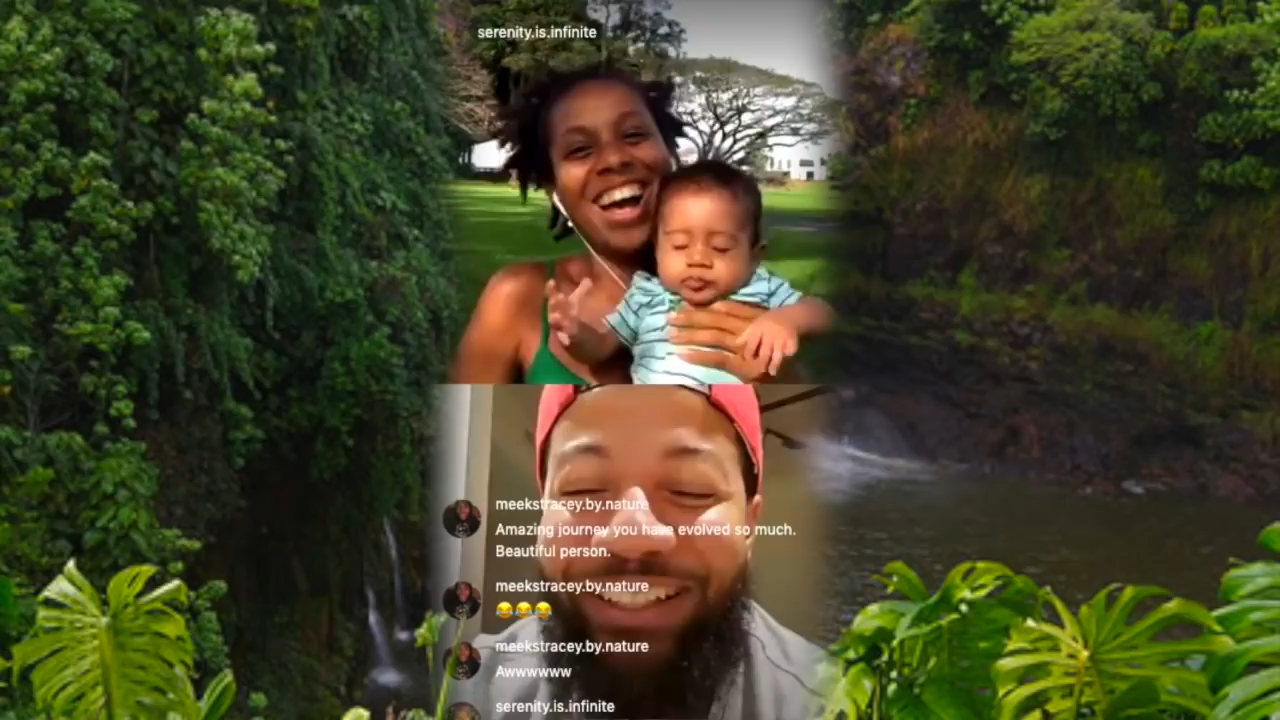 serenity.is.infinite
meekstracey.by.nature
Amazing journey you have evolved so much.
Beautiful person.
meekstracey.by.nature
😂😂😂
meekstracey.by.nature
Awwwwww
serenity.is.infinite